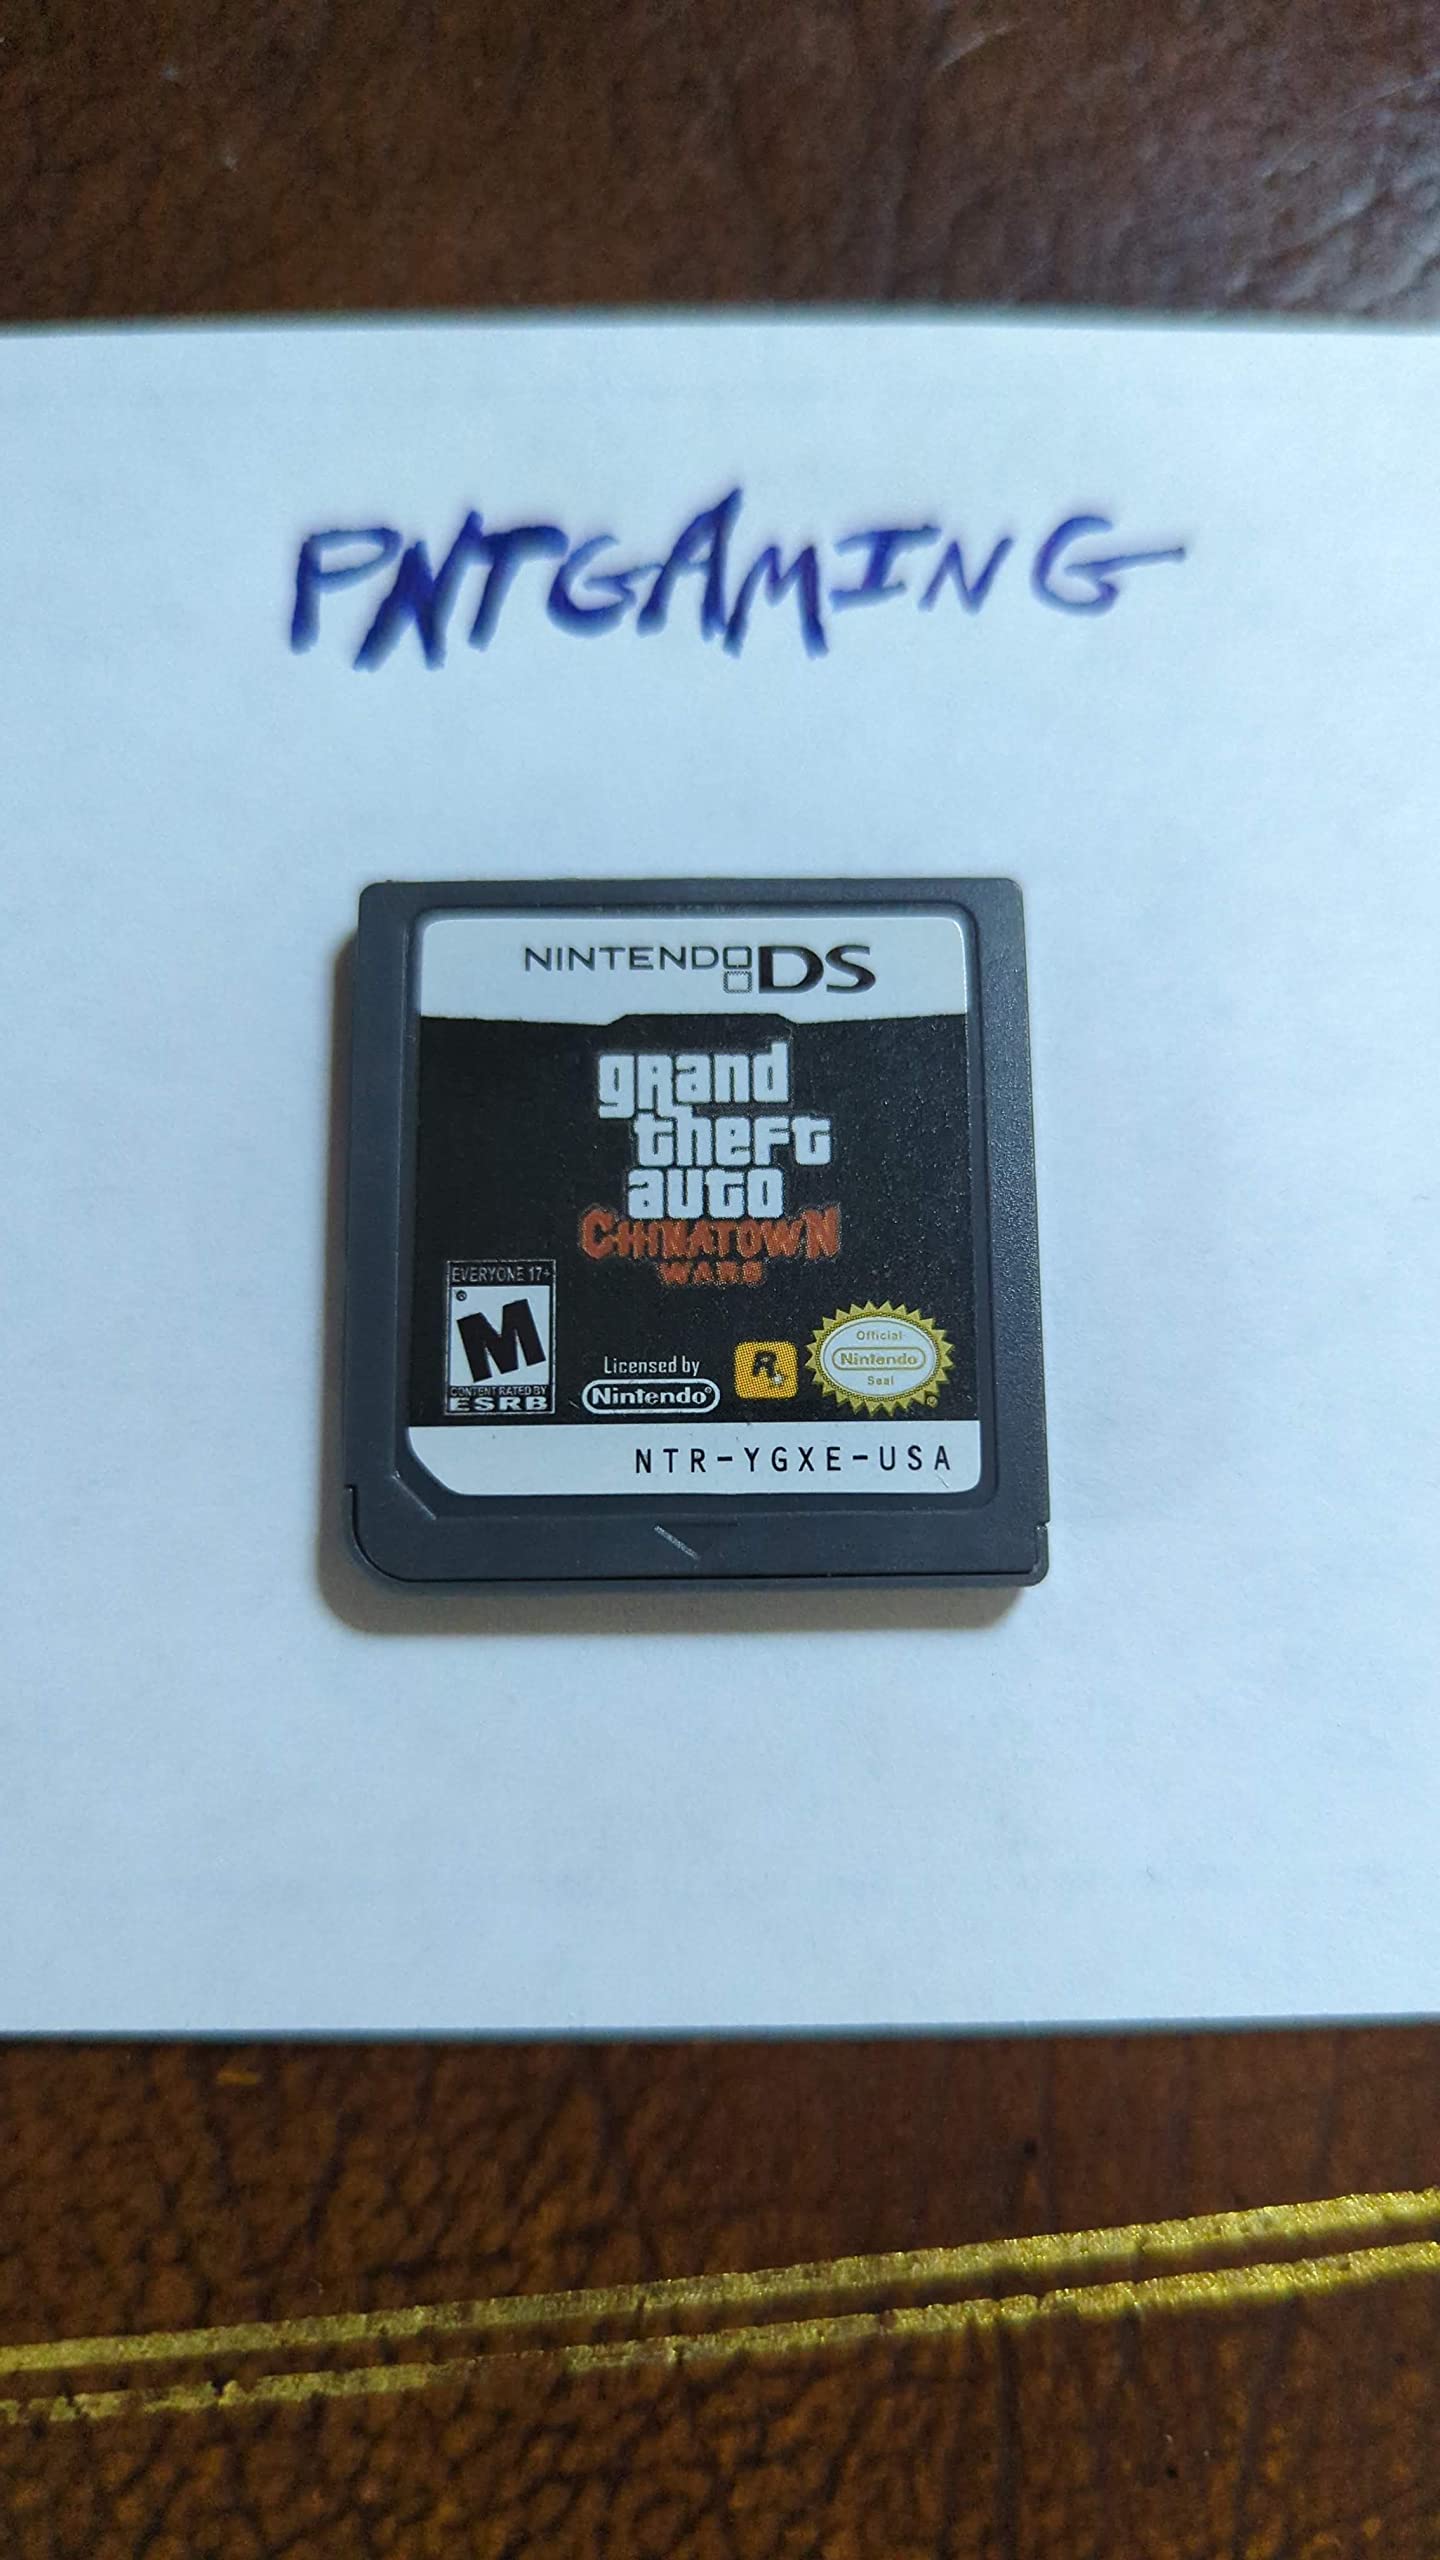 PNTGAMING
NINTENDO DS
grand
theft
auto
CHINATOWN
WARS
EVERYONE 17+
M
CONTENT RATED BY
ESRB
Licensed by
Nintendo®
R
Official
Nintendo
Seal
NTR-YGXE-USA